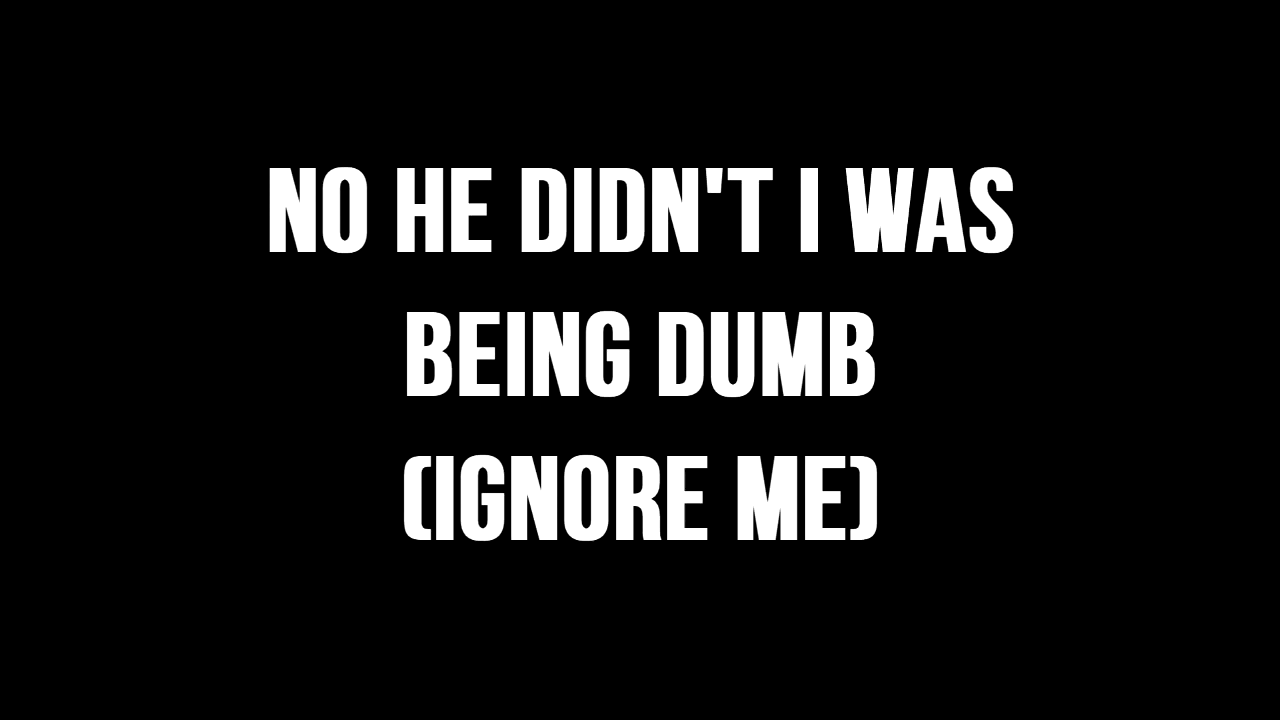 NO HE DIDN'T I WAS
BEING DUMB
(IGNORE ME)